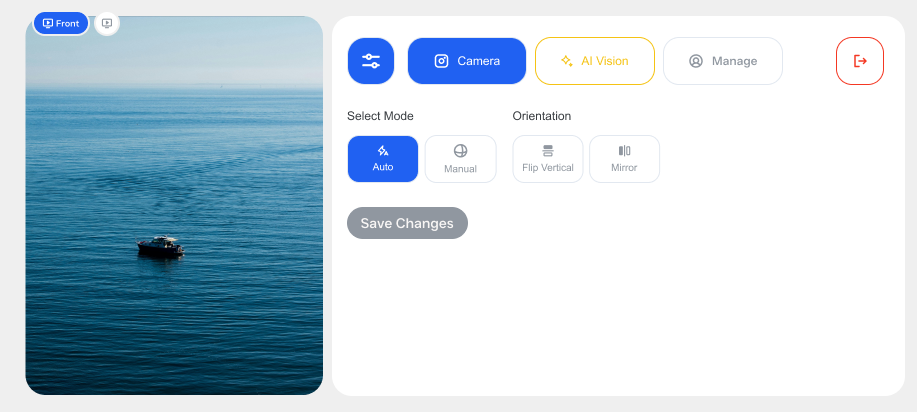 Front
Camera
AI Vision
Manage
Select Mode
Orientation
Auto
Manual
Flip Vertical
Mirror
Save Changes